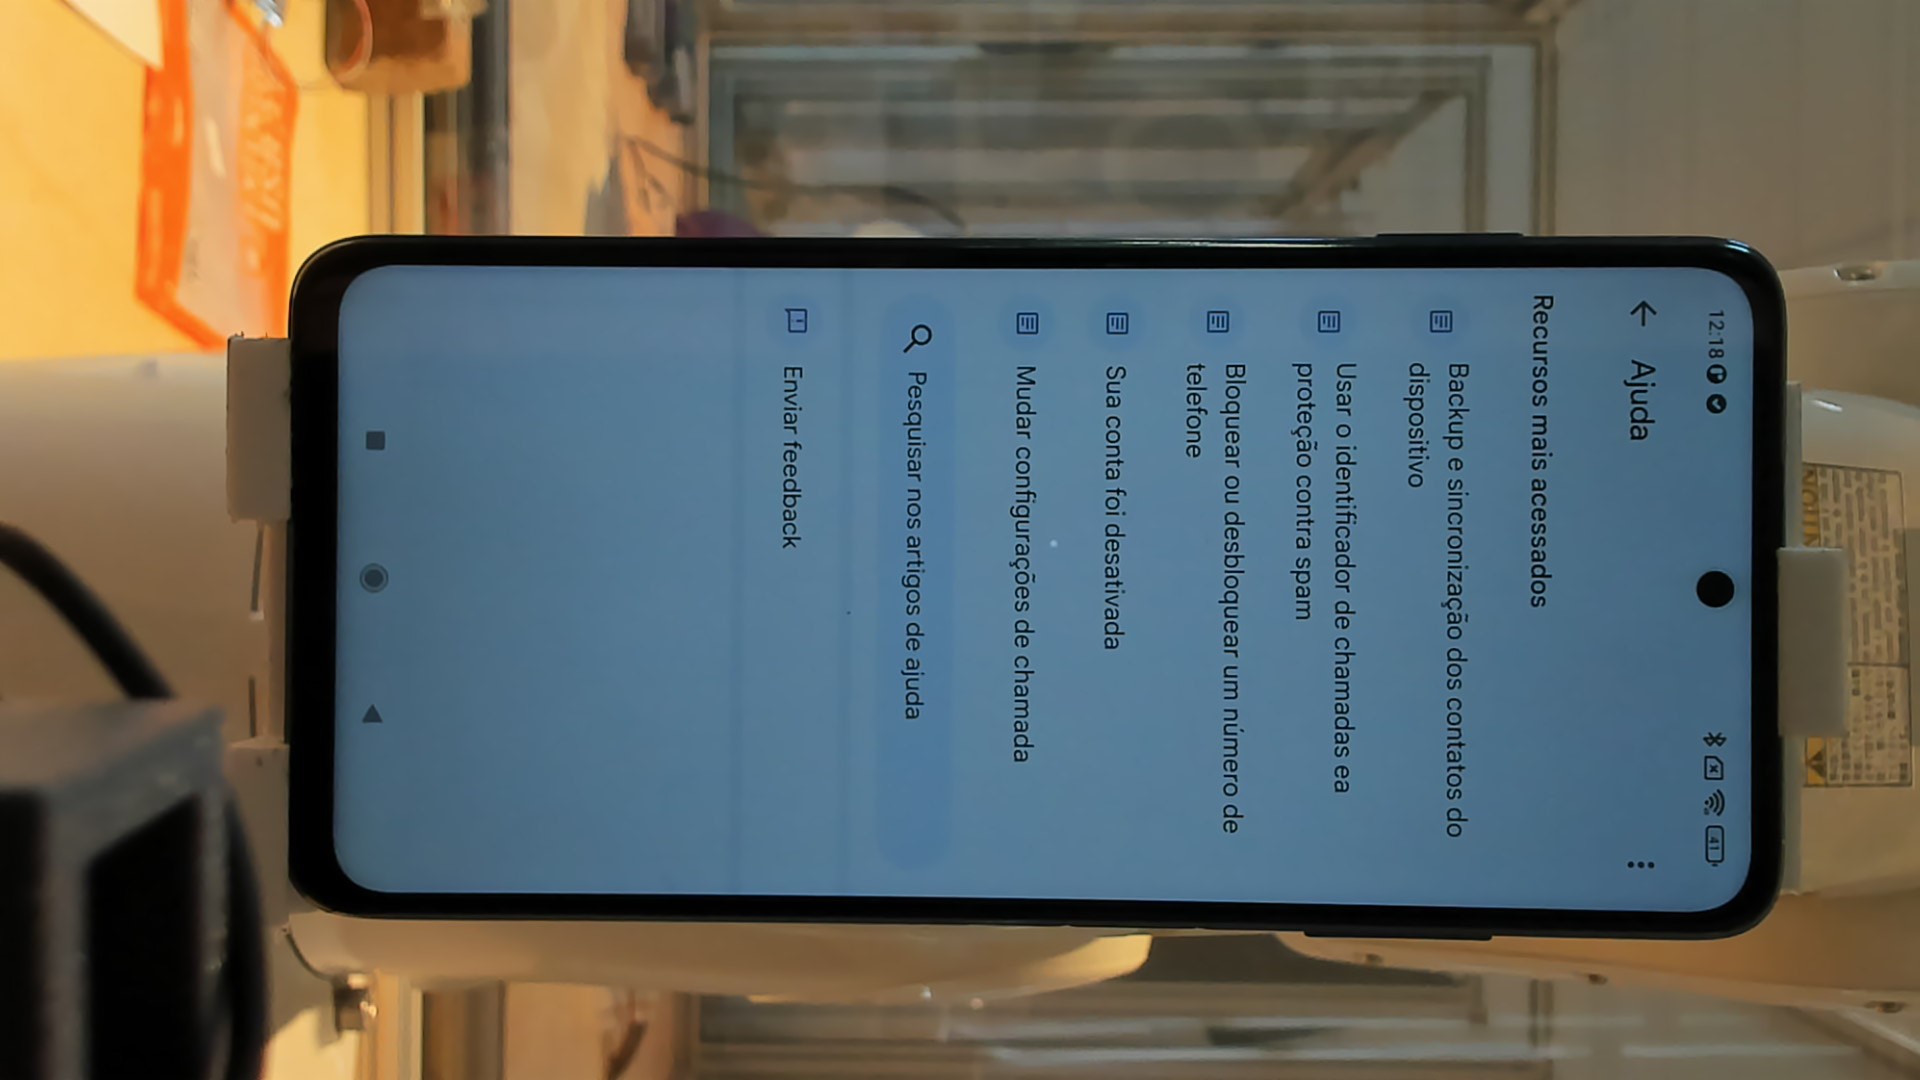 12:18
41
Ajuda
Recursos mais acessados
Backup e sincronização dos contatos do
dispositivo
Usar o identificador de chamadas e a
proteção contra spam
Bloquear ou desbloquear um número de
telefone
Sua conta foi desativada
Mudar configurações de chamada
Pesquisar nos artigos de ajuda
Enviar feedback